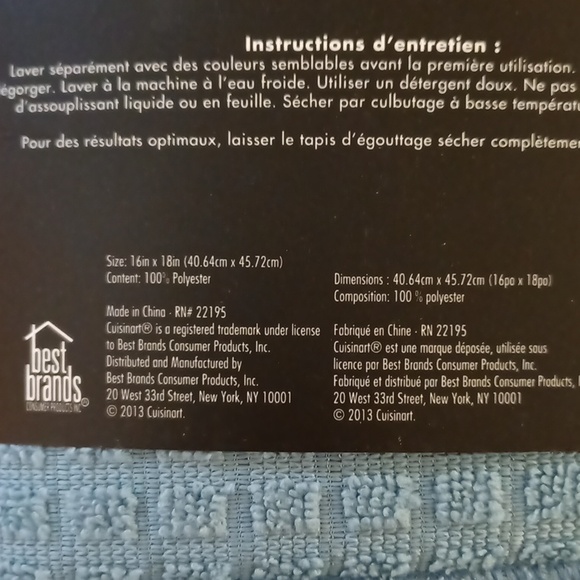 Instructions d'entretien :
Laver séparément avec des couleurs semblables avant la première utilisation.
égorger. Laver à la machine à l'eau froide. Utiliser un détergent doux. Ne pas
d'assouplissant liquide ou en feuille. Sécher par culbutage à basse températu
Pour des résultats optimaux, laisser le tapis d'égouttage sécher complèteme
Size: 16in x 18in (40.64cm x 45.72cm)
Content: 100% Polyester
Made in China · RN# 22195
Cuisinart® is a registered trademark under license
to Best Brands Consumer Products, Inc.
Distributed and Manufactured by
Best Brands Consumer Products, Inc.
20 West 33rd Street, New York, NY 10001
© 2013 Cuisinart.
Dimensions : 40.64cm x 45.72cm (16po x 18po)
Composition: 100 % polyester
Fabriqué en Chine · RN 22195
Cuisinart® est une marque déposée, utilisée sous
licence par Best Brands Consumer Products, Inc.
Fabriqué et distribué par Best Brands Consumer Products, I
20 West 33rd Street, New York, NY 10001
© 2013 Cuisinart.
best
brands
CONSUMER PRODUCTS INC